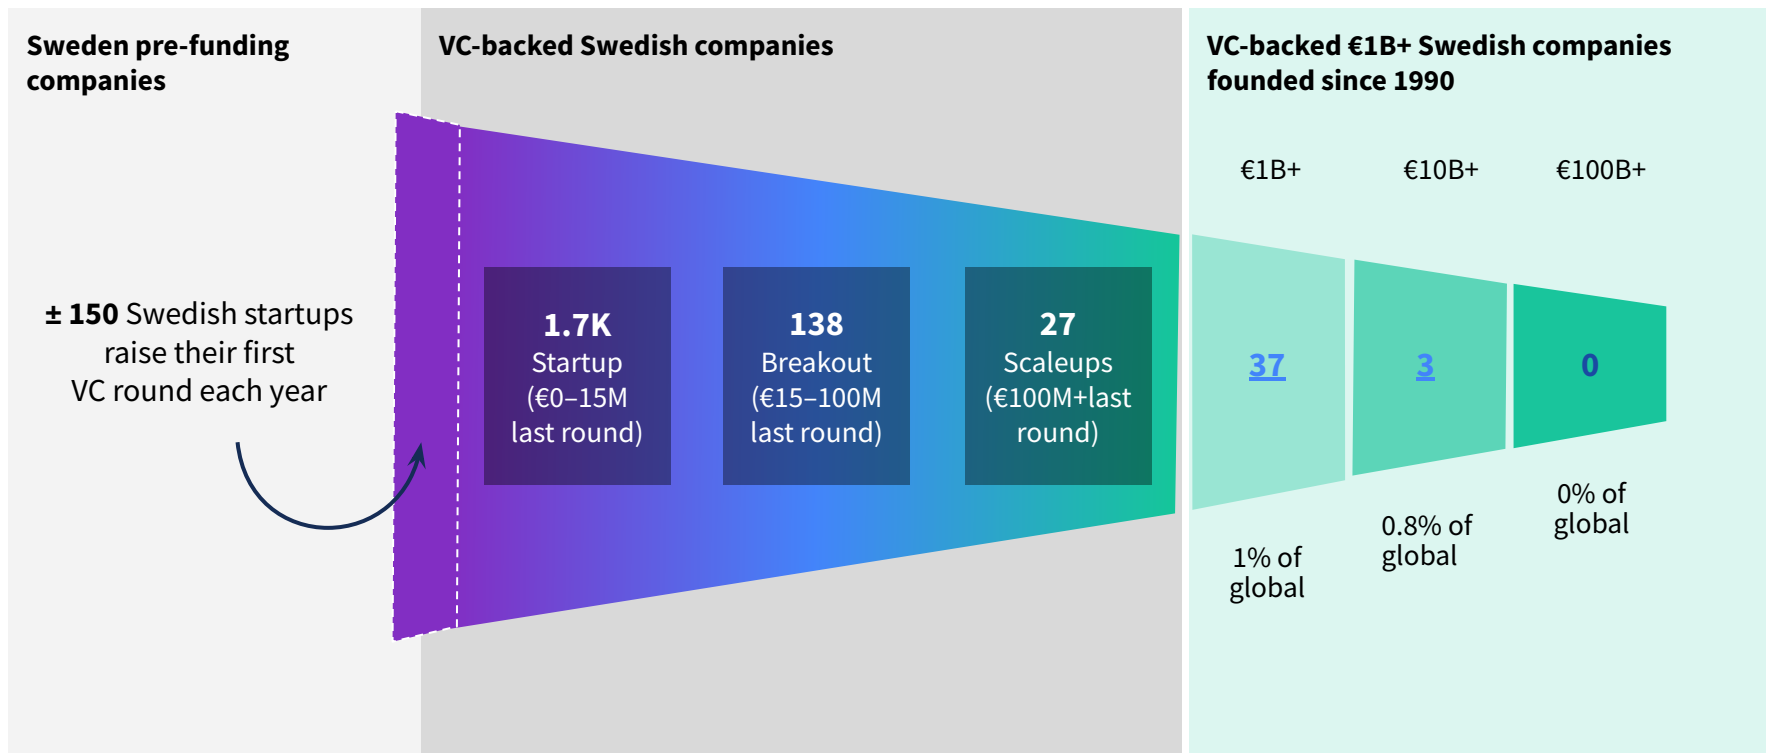 Sweden pre-funding
companies
VC-backed Swedish companies
VC-backed €1B+ Swedish companies
founded since 1990
€1B+
€10B+
€100B+
± 150 Swedish startups
raise their first
VC round each year
1.7K
Startup
(€0–15M
last round)
138
Breakout
(€15–100M
last round)
27
Scaleups
(€100M+last
round)
37
3
0
1% of
global
0.8% of
global
0% of
global